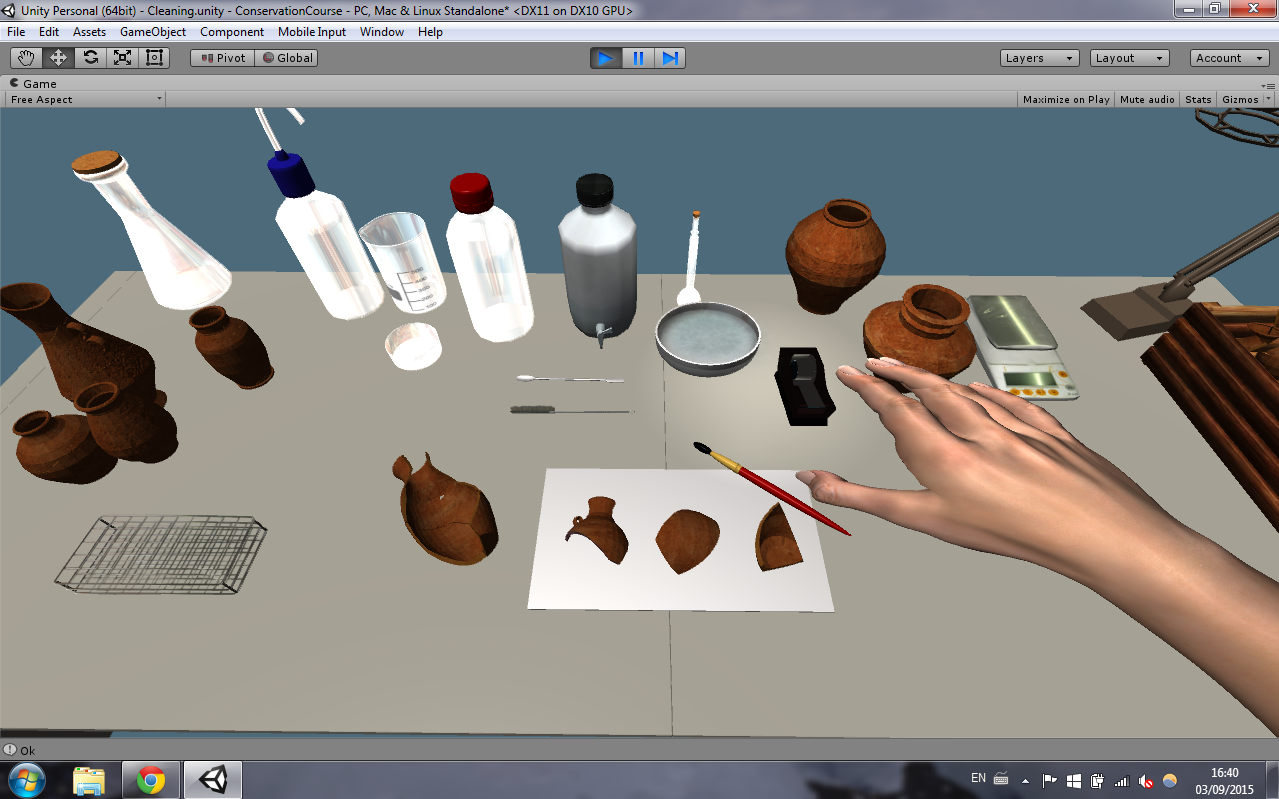 Unity Personal (64bit) - Cleaning.unity - ConservationCourse - PC, Mac & Linux Standalone* <DX11 on DX10 GPU>
File Edit Assets GameObject Component Mobile Input Window Help
Pivot Global Layers Layout Account
Game
Free Aspect Maximize on Play Mute audio Stats Gizmos
Ok
EN 16:40
03/09/2015